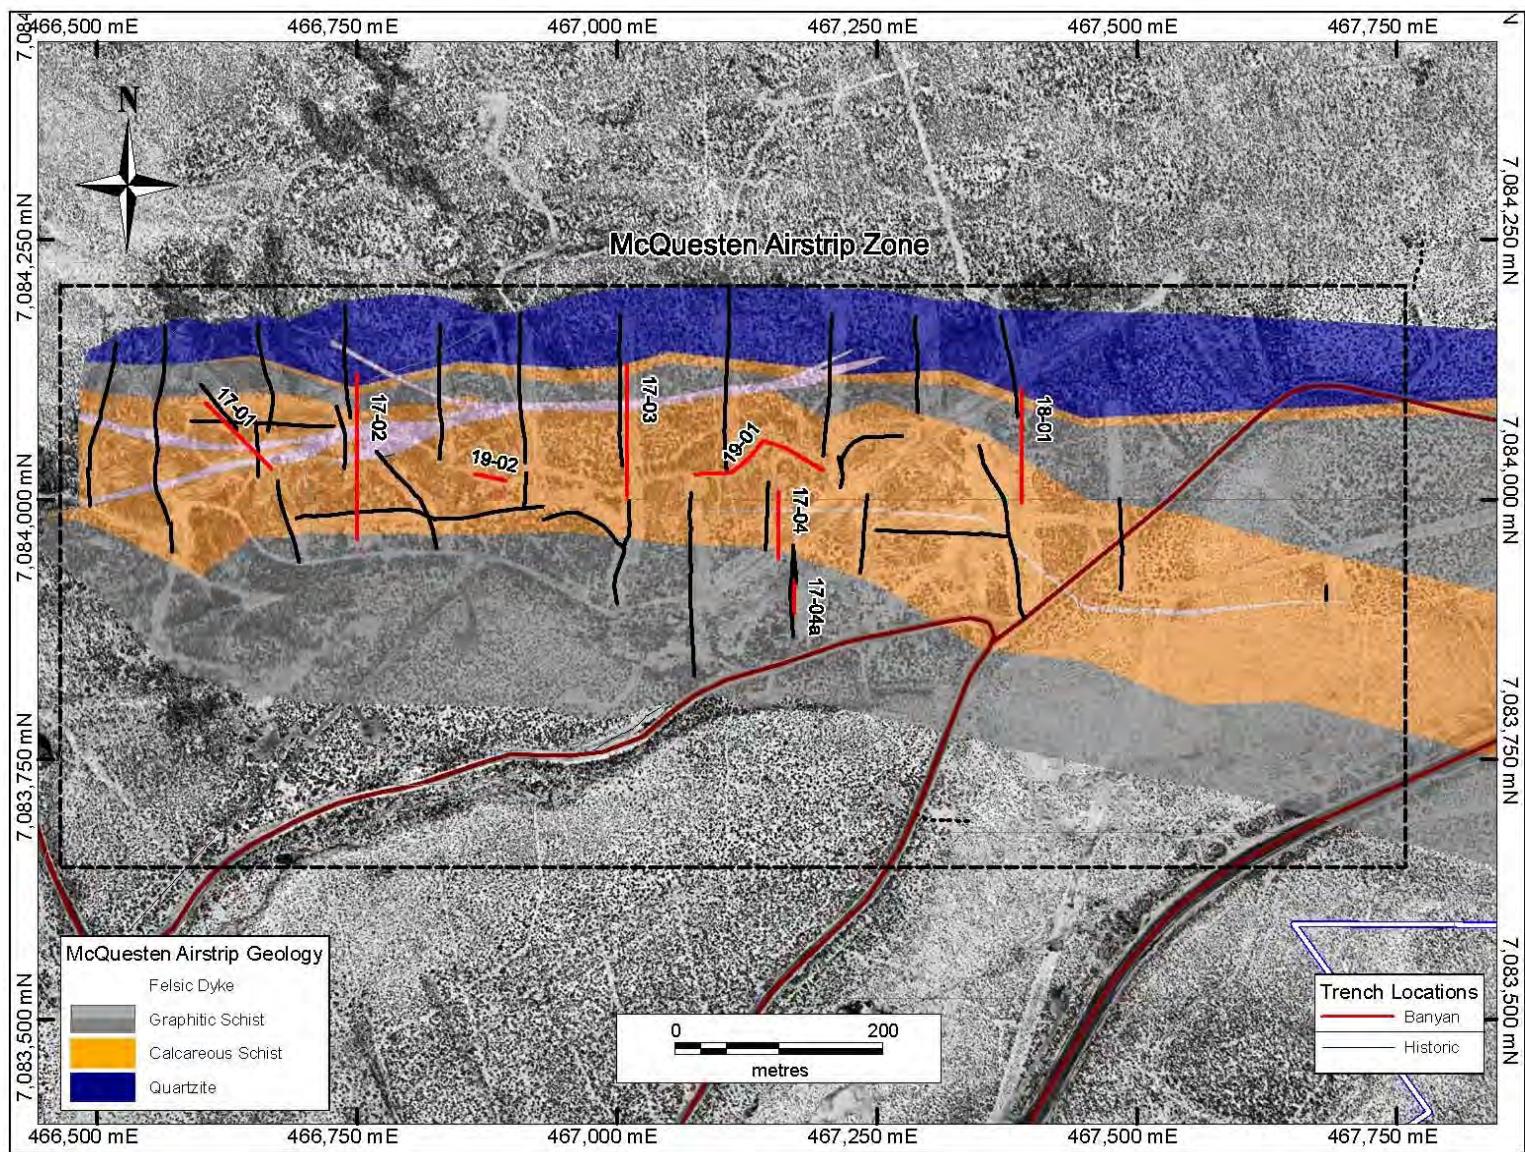 466,500 mE 466,750 mE 467,000 mE 467,250 mE 467,500 mE 467,750 mE
7,084
N
N
7,084,250 mN
7,084,250 mN
McQuesten Airstrip Zone
17-01
17-02
17-03
18-01
19-01
19-02
17-04
17-04a
7,084,000 mN
7,084,000 mN
7,083,750 mN
7,083,750 mN
7,083,500 mN
7,083,500 mN
McQuesten Airstrip Geology
Felsic Dyke
Graphitic Schist
Calcareous Schist
Quartzite
0 200
metres
Trench Locations
Banyan
Historic
466,500 mE 466,750 mE 467,000 mE 467,250 mE 467,500 mE 467,750 mE